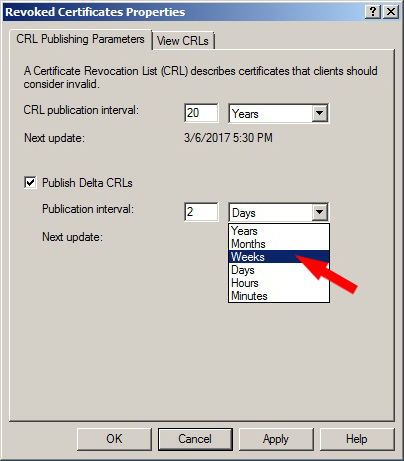 Revoked Certificates Properties
CRL Publishing Parameters View CRLs
A Certificate Revocation List (CRL) describes certificates that clients should
consider invalid.
CRL publication interval: 20 Years
Next update: 3/6/2017 5:30 PM
Publish Delta CRLs
Publication interval: 2 Days
Next update:
Years
Months
Weeks
Days
Hours
Minutes
OK Cancel Apply Help